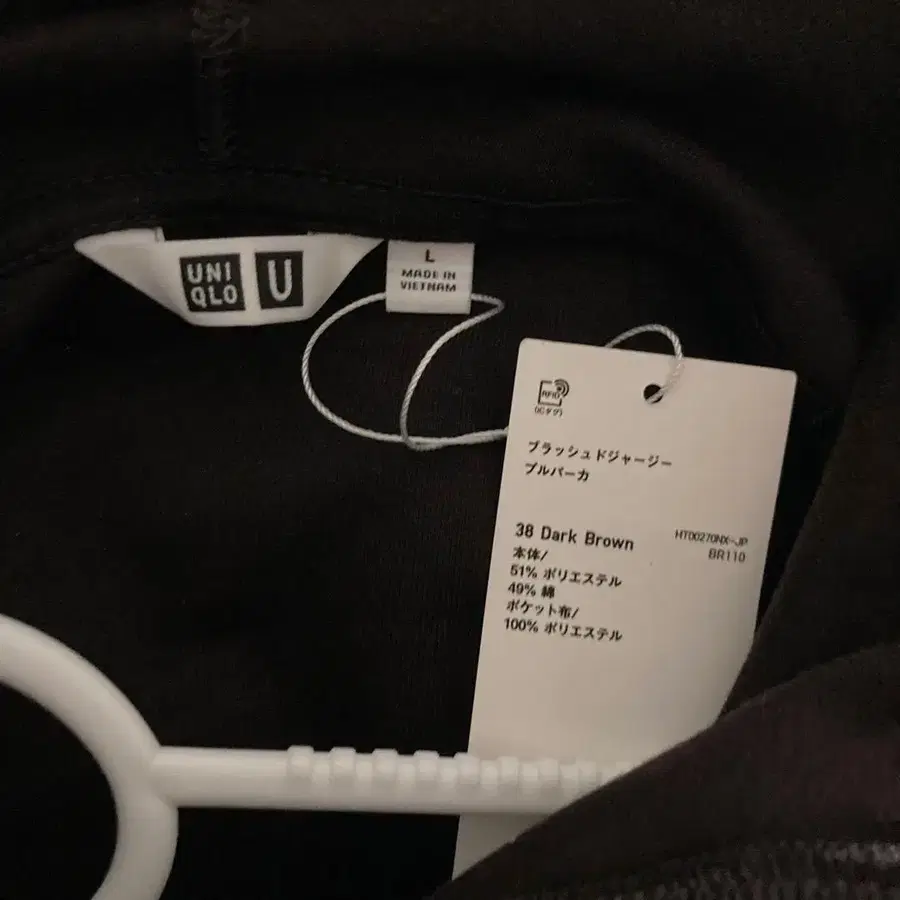 UNI
QLO
U
L
MADE IN
VIETNAM
RFID
(ICタグ)
ブラッシュドジャージー
プルパーカ
38 Dark Brown
HT00270NX-JP
BR110
本体/
51% ポリエステル
49% 綿
ポケット布/
100% ポリエステル